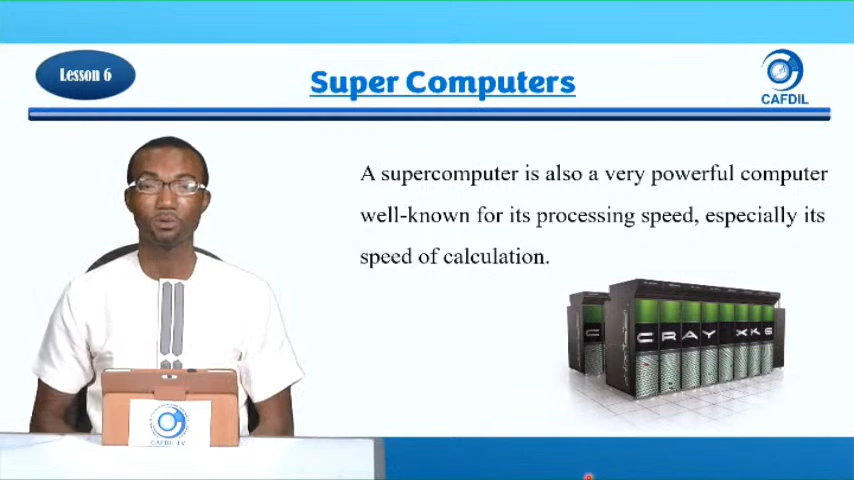 Lesson 6
Super Computers
CAFDIL
A supercomputer is also a very powerful computer
well-known for its processing speed, especially its
speed of calculation.
C
CRAY XK6
CAFDIL TV